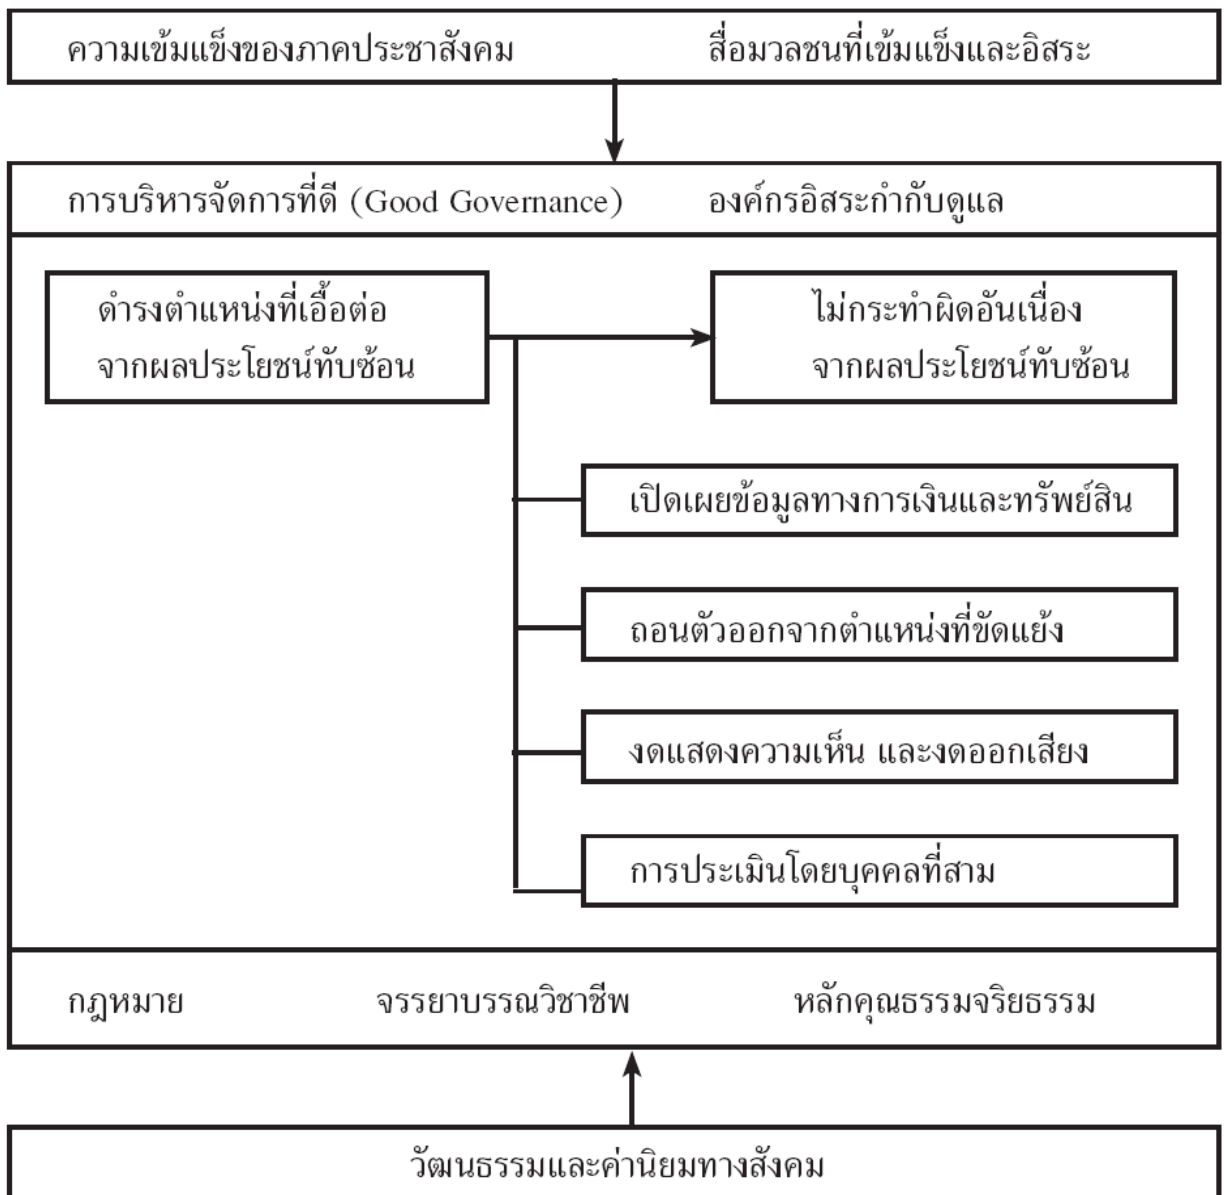 ความเข้มแข็งของภาคประชาสังคม สื่อมวลชนที่เข้มแข็งและอิสระ
การบริหารจัดการที่ดี (Good Governance) องค์กรอิสระกำกับดูแล
ดำรงตำแหน่งที่เอื้อต่อ
จากผลประโยชน์ทับซ้อน
ไม่กระทำผิดอันเนื่อง
จากผลประโยชน์ทับซ้อน
เปิดเผยข้อมูลทางการเงินและทรัพย์สิน
ถอนตัวออกจากตำแหน่งที่ขัดแย้ง
งดแสดงความเห็น และงดออกเสียง
การประเมินโดยบุคคลที่สาม
กฎหมาย จรรยาบรรณวิชาชีพ หลักคุณธรรมจริยธรรม
วัฒนธรรมและค่านิยมทางสังคม